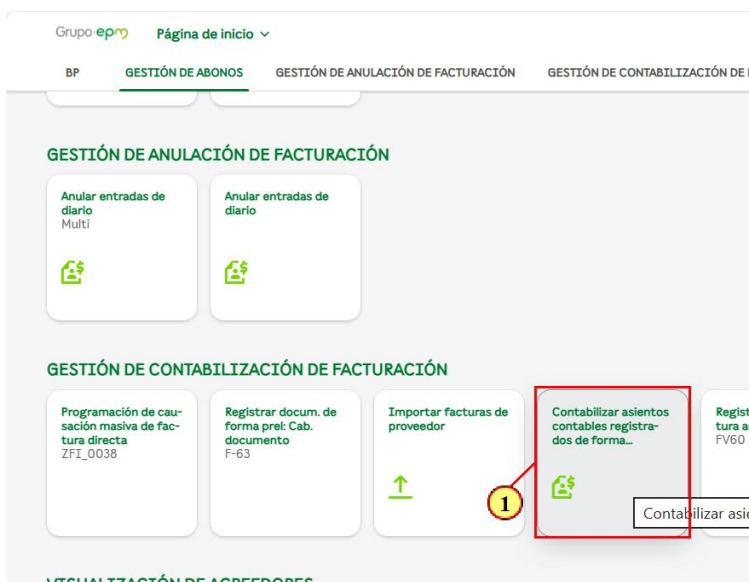 Grupo epm Página de inicio
BP GESTIÓN DE ABONOS GESTIÓN DE ANULACIÓN DE FACTURACIÓN GESTIÓN DE CONTABILIZACIÓN DE
GESTIÓN DE ANULACIÓN DE FACTURACIÓN
Anular entradas de
diario
Multi
Anular entradas de
diario
GESTIÓN DE CONTABILIZACIÓN DE FACTURACIÓN
Programación de cau-
sación masiva de fac-
tura directa
ZFI_0038
Registrar docum. de
forma prel: Cab.
documento
F-63
Importar facturas de
proveedor
1
Contabilizar asientos
contables registra-
dos de forma...
Contabilizar asie
Regist
tura a
FV60
VISUALIZACIÓN DE ACREEDORES